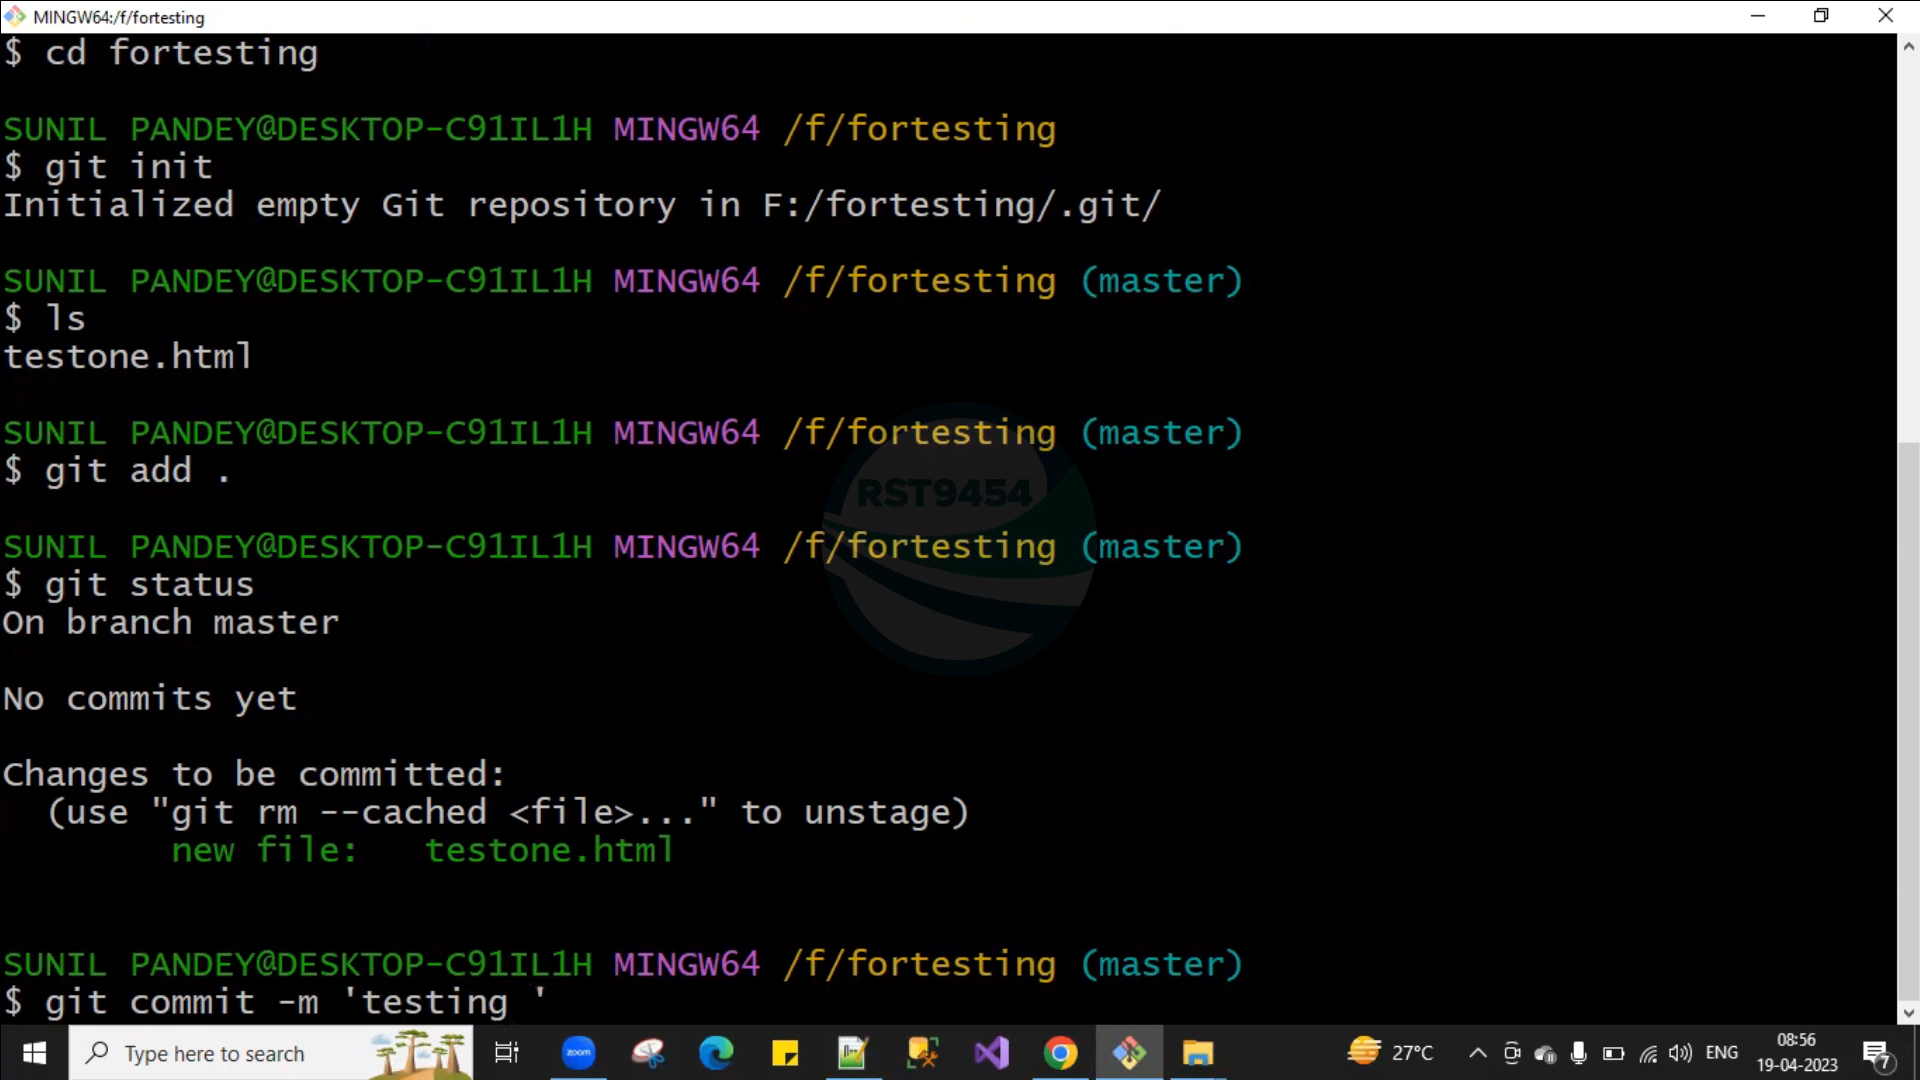 MINGW64:/f/fortesting
$ cd fortesting
SUNIL PANDEY@DESKTOP-C91IL1H MINGW64 /f/fortesting
$ git init
Initialized empty Git repository in F:/fortesting/.git/
SUNIL PANDEY@DESKTOP-C91IL1H MINGW64 /f/fortesting (master)
$ ls
testone.html
SUNIL PANDEY@DESKTOP-C91IL1H MINGW64 /f/fortesting (master)
$ git add .
RST9454
SUNIL PANDEY@DESKTOP-C91IL1H MINGW64 /f/fortesting (master)
$ git status
On branch master
No commits yet
Changes to be committed:
  (use "git rm --cached <file>..." to unstage)
        new file:   testone.html
SUNIL PANDEY@DESKTOP-C91IL1H MINGW64 /f/fortesting (master)
$ git commit -m 'testing '
Type here to search
zoom
27°C
ENG
08:56
19-04-2023
7